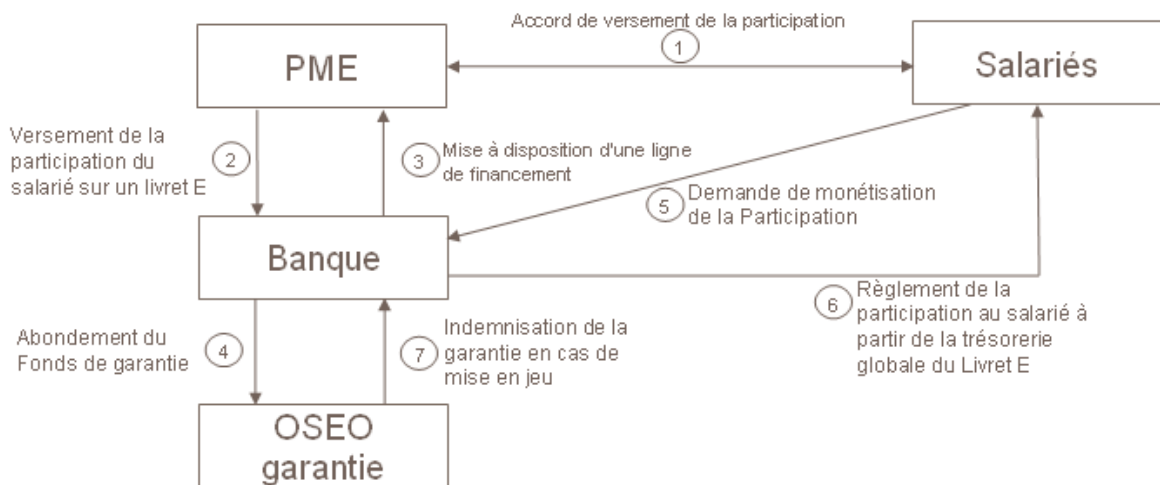 Accord de versement de la participation
1
PME
Salariés
Versement de la
participation du
salarié sur un livret E
2
3
Mise à disposition d'une ligne
de financement
5
Demande de monétisation
de la Participation
Banque
6
Règlement de la
participation au salarié à
partir de la trésorerie
globale du Livret E
Abondement du
Fonds de garantie
4
7
Indemnisation de la
garantie en cas de
mise en jeu
OSEO
garantie